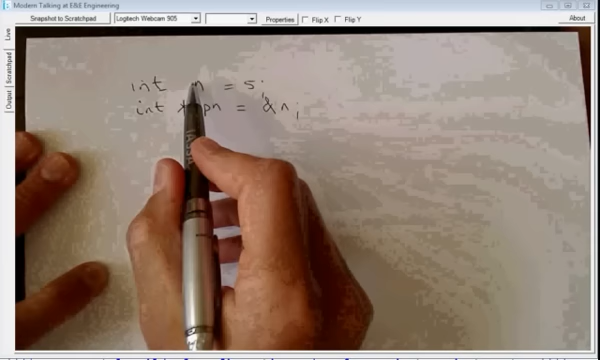 Modern Talking at E&E Engineering
Snapshot to Scratchpad
Logitech Webcam 905
Properties
Flip X
Flip Y
About
Live
Scratchpad
Output
int n = 5;
int *pn = &n;